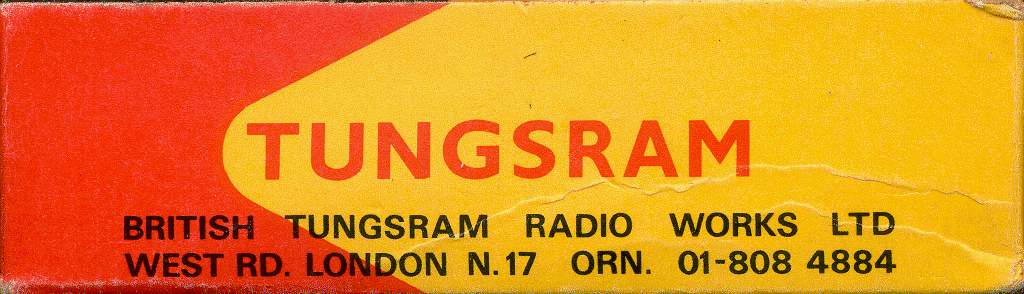 TUNGSRAM
BRITISH TUNGSRAM RADIO WORKS LTD
WEST RD. LONDON N.17 ORN. 01-808 4884